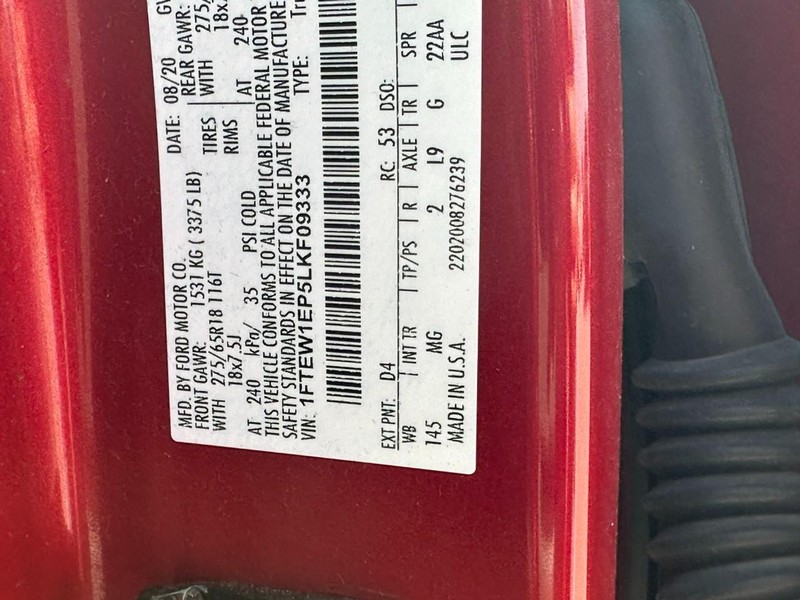 MFD. BY FORD MOTOR CO.
DATE: 08/20
FRONT GAWR: 1531 KG ( 3375 LB)
REAR GAWR:
WITH 275/65R18 116T
TIRES
WITH 275/
18x7.5J
RIMS
18x
AT 240 kPa/ 35 PSI COLD
AT 240
THIS VEHICLE CONFORMS TO ALL APPLICABLE FEDERAL MOTOR
SAFETY STANDARDS IN EFFECT ON THE DATE OF MANUFACTURE
VIN: 1FTEW1EP5LKF09333
TYPE:
EXT PNT: D4
RC: 53
DSO:
WB | INT TR | TP/PS | R | AXLE | TR | SPR
145 MG 2 L9 G 22AA
MADE IN U.S.A.
2202008276239
ULC